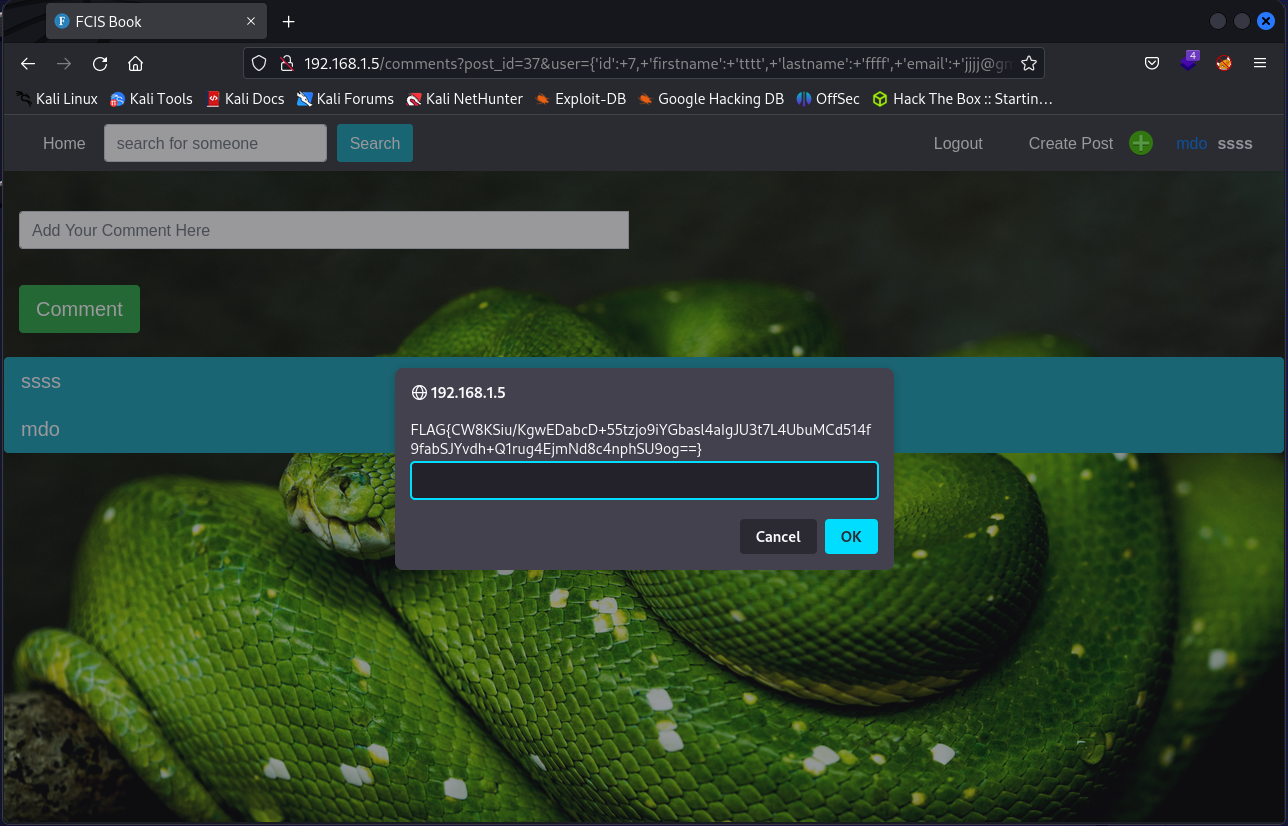 FCIS Book
192.168.1.5/comments?post_id=37&user={'id':+7,+'firstname':+'tttt',+'lastname':+'ffff',+'email':+'jjjj@gn
4
Kali Linux Kali Tools Kali Docs Kali Forums Kali NetHunter Exploit-DB Google Hacking DB OffSec Hack The Box :: Startin…
Home search for someone Search Logout Create Post mdo ssss
Add Your Comment Here
Comment
ssss
mdo
192.168.1.5
FLAG{CW8KSiu/KgwEDabcD+55tzjo9iYGbasl4aIgJU3t7L4UbuMCd514f
9fabSJYvdh+Q1rug4EjmNd8c4nphSU9og==}
Cancel OK